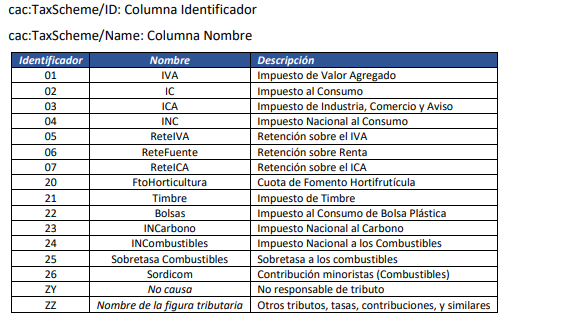 cac:TaxScheme/ID: Columna Identificador
cac:TaxScheme/Name: Columna Nombre
Identificador Nombre Descripción
01 IVA Impuesto de Valor Agregado
02 IC Impuesto al Consumo
03 ICA Impuesto de Industria, Comercio y Aviso
04 INC Impuesto Nacional al Consumo
05 ReteIVA Retención sobre el IVA
06 ReteFuente Retención sobre Renta
07 ReteICA Retención sobre el ICA
20 FtoHorticultura Cuota de Fomento Hortifrutícula
21 Timbre Impuesto de Timbre
22 Bolsas Impuesto al Consumo de Bolsa Plástica
23 INCarbono Impuesto Nacional al Carbono
24 INCombustibles Impuesto Nacional a los Combustibles
25 Sobretasa Combustibles Sobretasa a los combustibles
26 Sordicom Contribución minoristas (Combustibles)
ZY No causa No responsable de tributo
ZZ Nombre de la figura tributaria Otros tributos, tasas, contribuciones, y similares